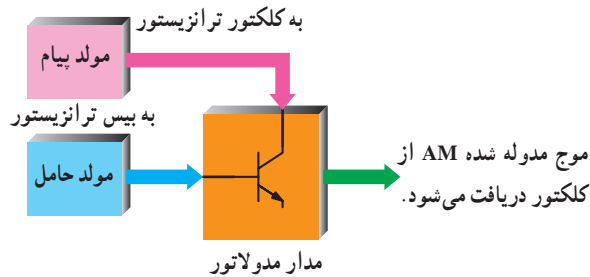 به کلکتور ترانزیستور
مولد پیام
به بیس ترانزیستور
مولد حامل
موج مدوله شده AM از
کلکتور دریافت می‌شود.
مدار مدولاتور